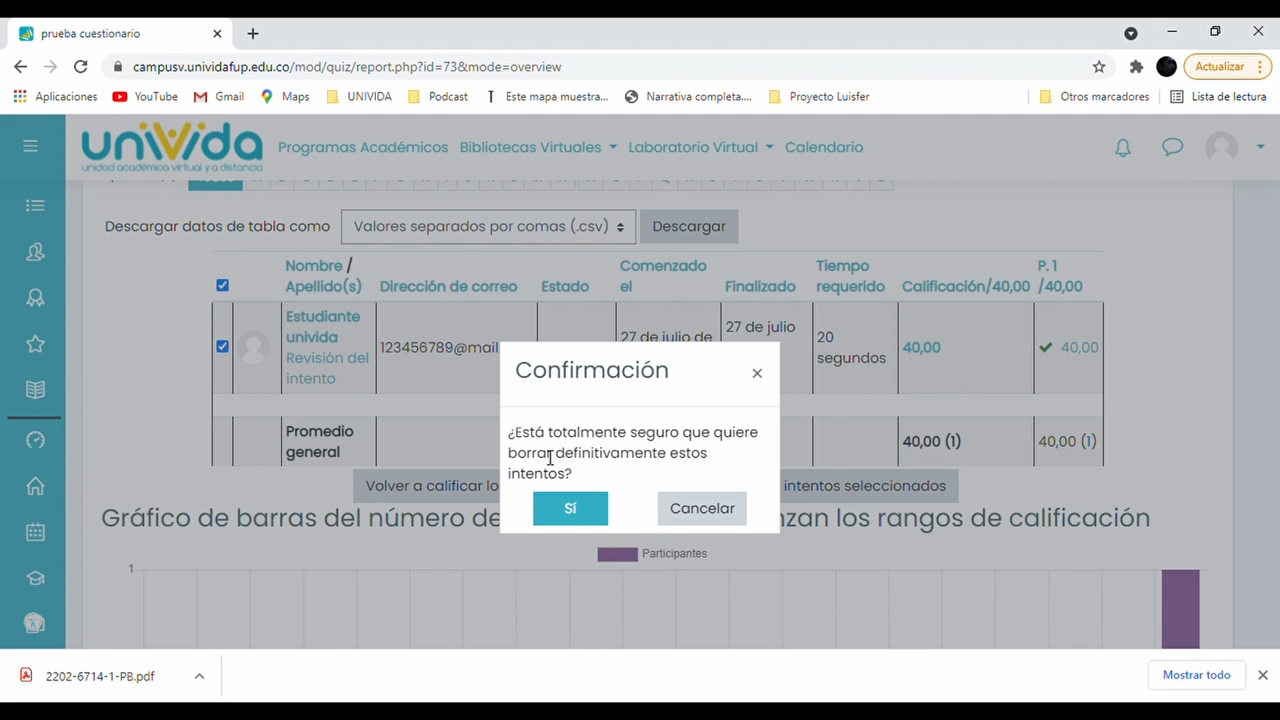 prueba cuestionario
campusv.unividafup.edu.co/mod/quiz/report.php?id=73&mode=overview
Actualizar
Aplicaciones YouTube Gmail Maps UNIVIDA Podcast Este mapa muestra... Narrativa completa.... Proyecto Luisfer Otros marcadores Lista de lectura
univida
unidad académica virtual y a distancia
Programas Académicos Bibliotecas Virtuales Laboratorio Virtual Calendario
Descargar datos de tabla como Valores separados por comas (.csv) Descargar
Nombre / Apellido(s) Dirección de correo Estado Comenzado el Finalizado Tiempo requerido Calificación/40,00 P. 1 /40,00
Estudiante univida
Revisión del intento
123456789@mail
27 de julio de
27 de julio
20 segundos
40,00
40,00
Promedio general
40,00 (1)
40,00 (1)
Confirmación
¿Está totalmente seguro que quiere
borrar definitivamente estos
intentos?
Sí Cancelar
Volver a calificar lo
intentos seleccionados
Gráfico de barras del número de
nzan los rangos de calificación
Participantes
1
2202-6714-1-PB.pdf
Mostrar todo